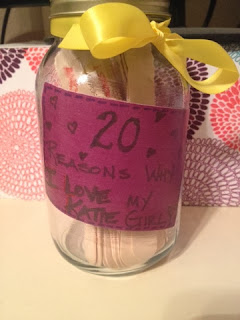 20
REASONS WHY
I LOVE MY
KATIE GIRL